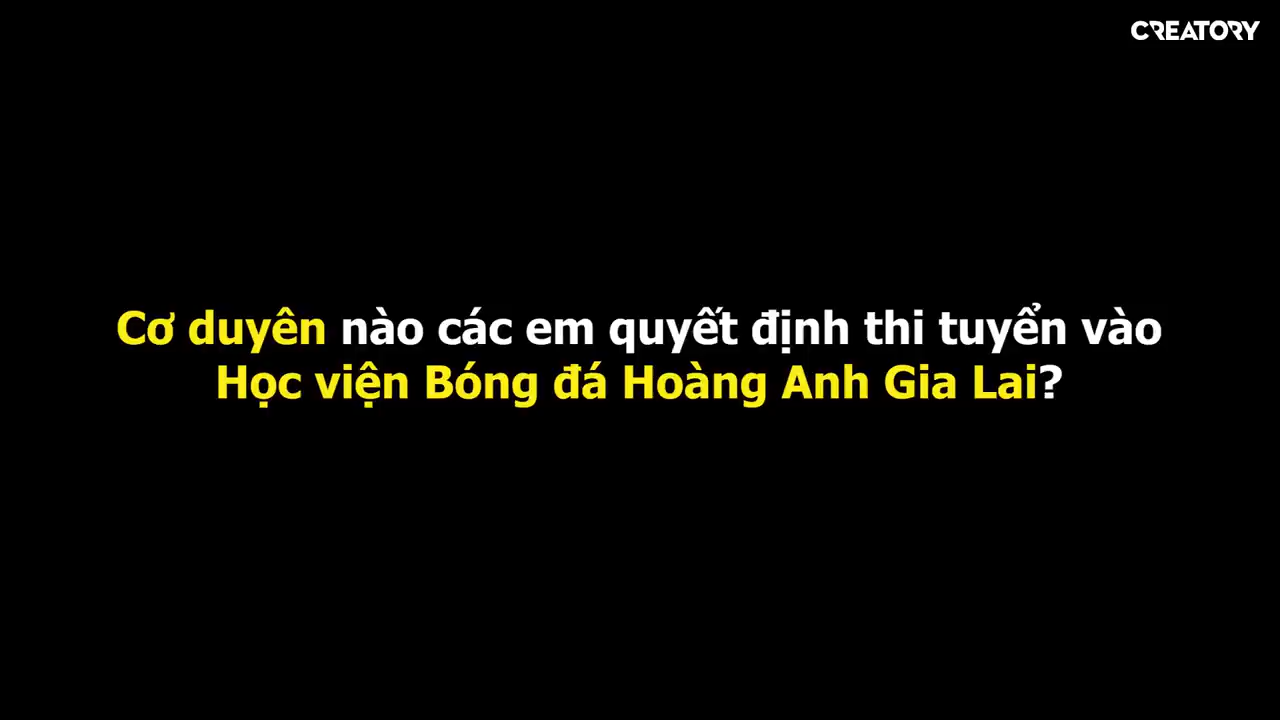 CREATORY
Cơ duyên nào các em quyết định thi tuyển vào
Học viện Bóng đá Hoàng Anh Gia Lai?